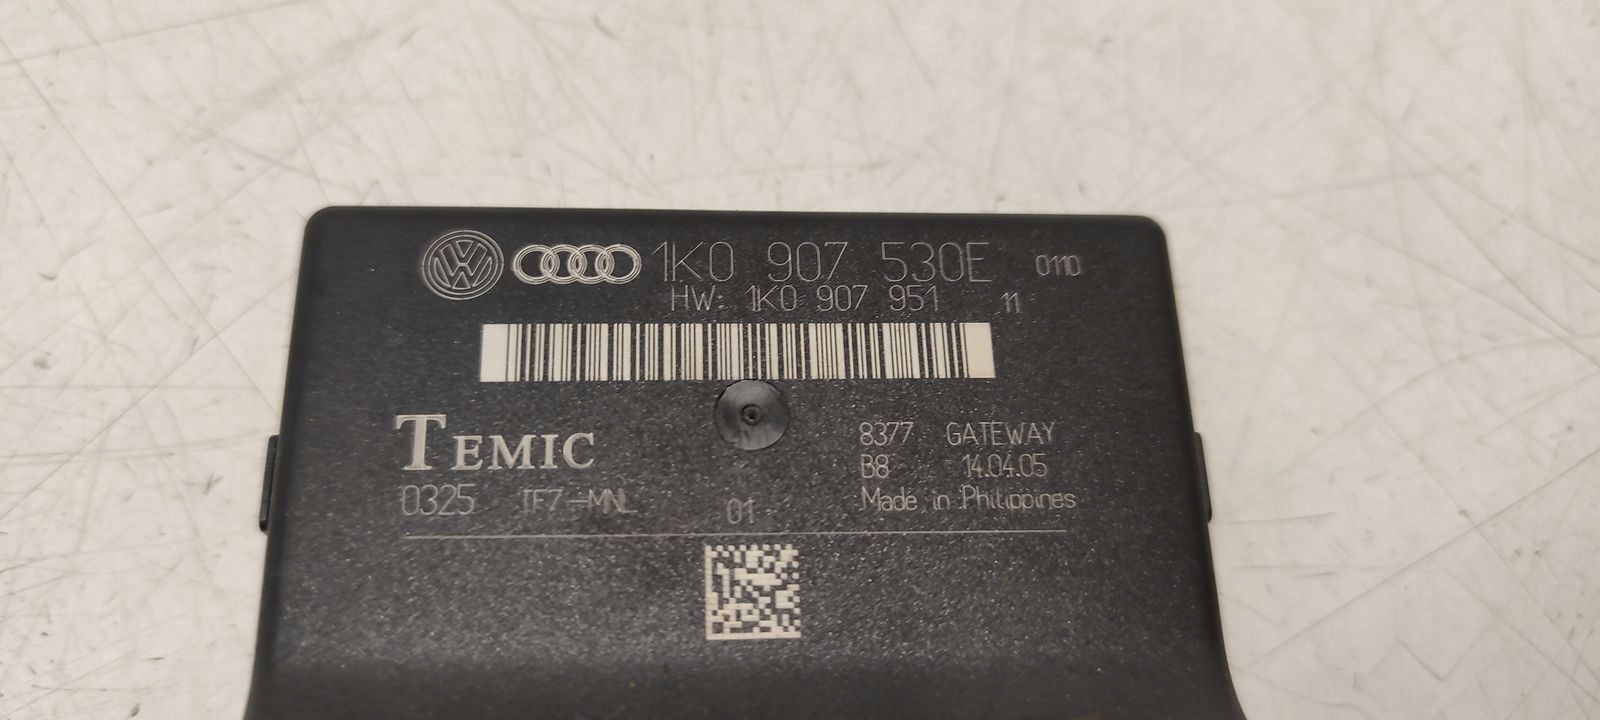 1K0 907 530E 0110
HW: 1K0 907 951 11
TEMIC
8377 GATEWAY
B8 14.04.05
0325 TF7-MNL 01
Made in Philippines